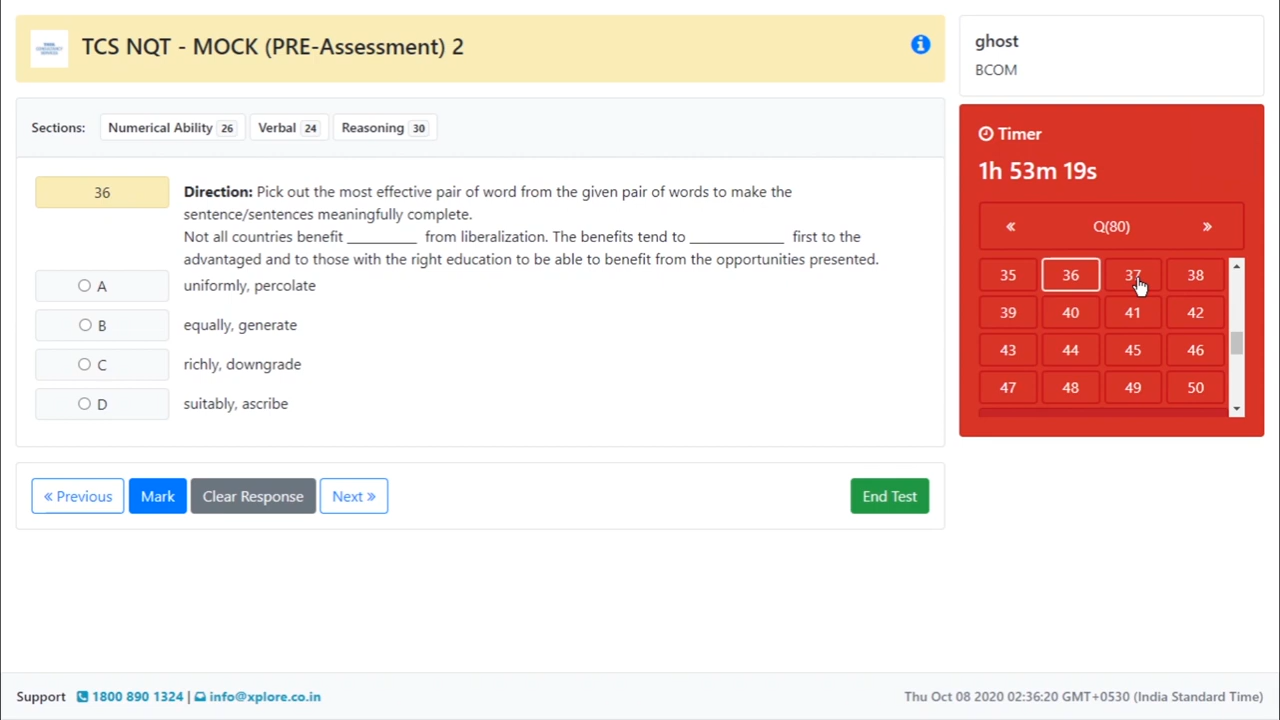 TCS NQT - MOCK (PRE-Assessment) 2
ghost
BCOM
Sections: Numerical Ability 26 Verbal 24 Reasoning 30
Timer
1h 53m 19s
« Q(80) »
35 36 37 38
39 40 41 42
43 44 45 46
47 48 49 50
36
Direction: Pick out the most effective pair of word from the given pair of words to make the
sentence/sentences meaningfully complete.
Not all countries benefit _________ from liberalization. The benefits tend to ____________ first to the
advantaged and to those with the right education to be able to benefit from the opportunities presented.
A uniformly, percolate
B equally, generate
C richly, downgrade
D suitably, ascribe
« Previous Mark Clear Response Next » End Test
Support 1800 890 1324 | info@xplore.co.in
Thu Oct 08 2020 02:36:20 GMT+0530 (India Standard Time)